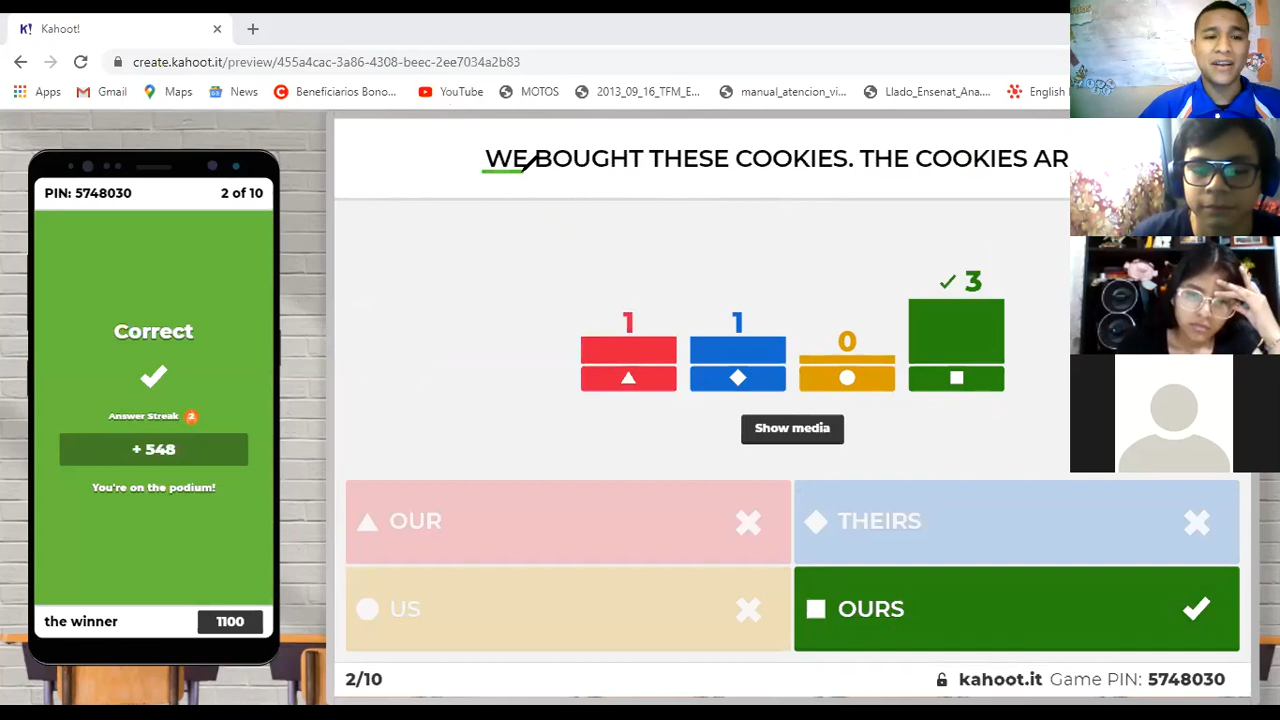 K! Kahoot!
create.kahoot.it/preview/455a4cac-3a86-4308-beec-2ee7034a2b83
Apps Gmail Maps News Beneficiarios Bono... YouTube MOTOS 2013_09_16_TFM_E... manual_atencion_vi... Llado_Ensenat_Ana.... English
PIN: 5748030 2 of 10
Correct
Answer Streak 2
+ 548
You're on the podium!
the winner 1100
WE BOUGHT THESE COOKIES. THE COOKIES AR
1 1 0 3
Show media
OUR
THEIRS
US
OURS
2/10 kahoot.it Game PIN: 5748030